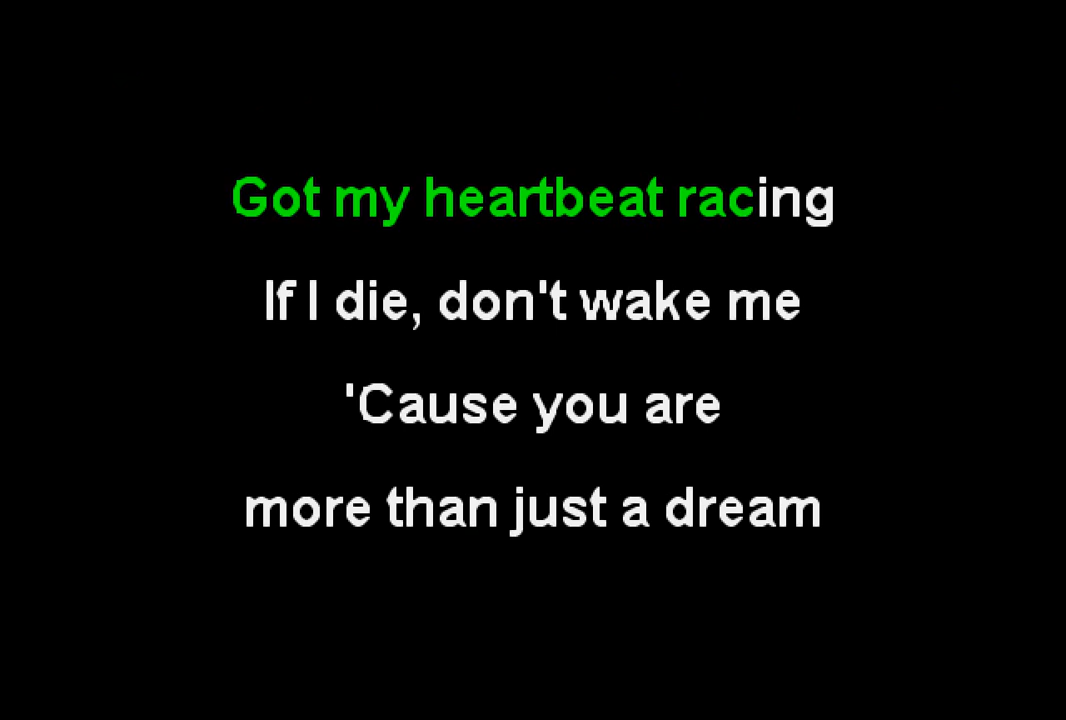 Got my heartbeat racing
If I die, don't wake me
'Cause you are
more than just a dream